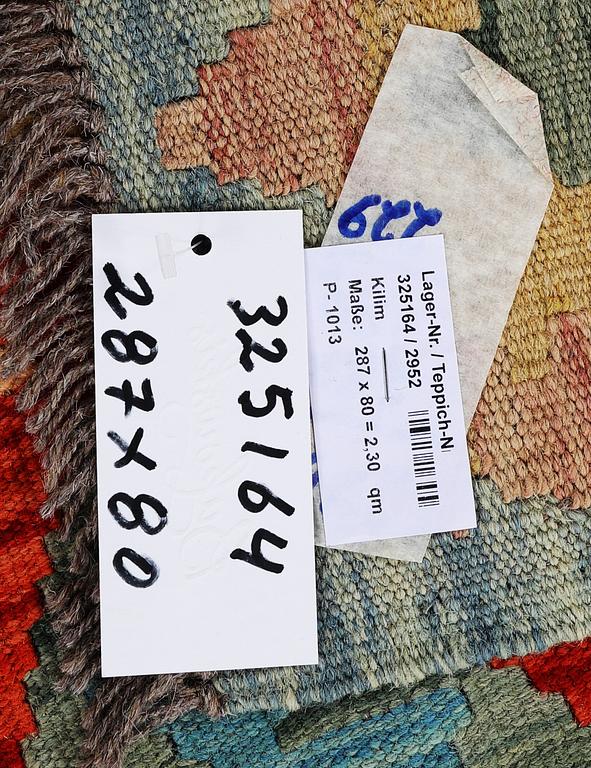 325164
287x80
Lager-Nr. / Teppich-N
325164 / 2952
Kilim
Maße: 287 x 80 = 2,30 qm
P- 1013